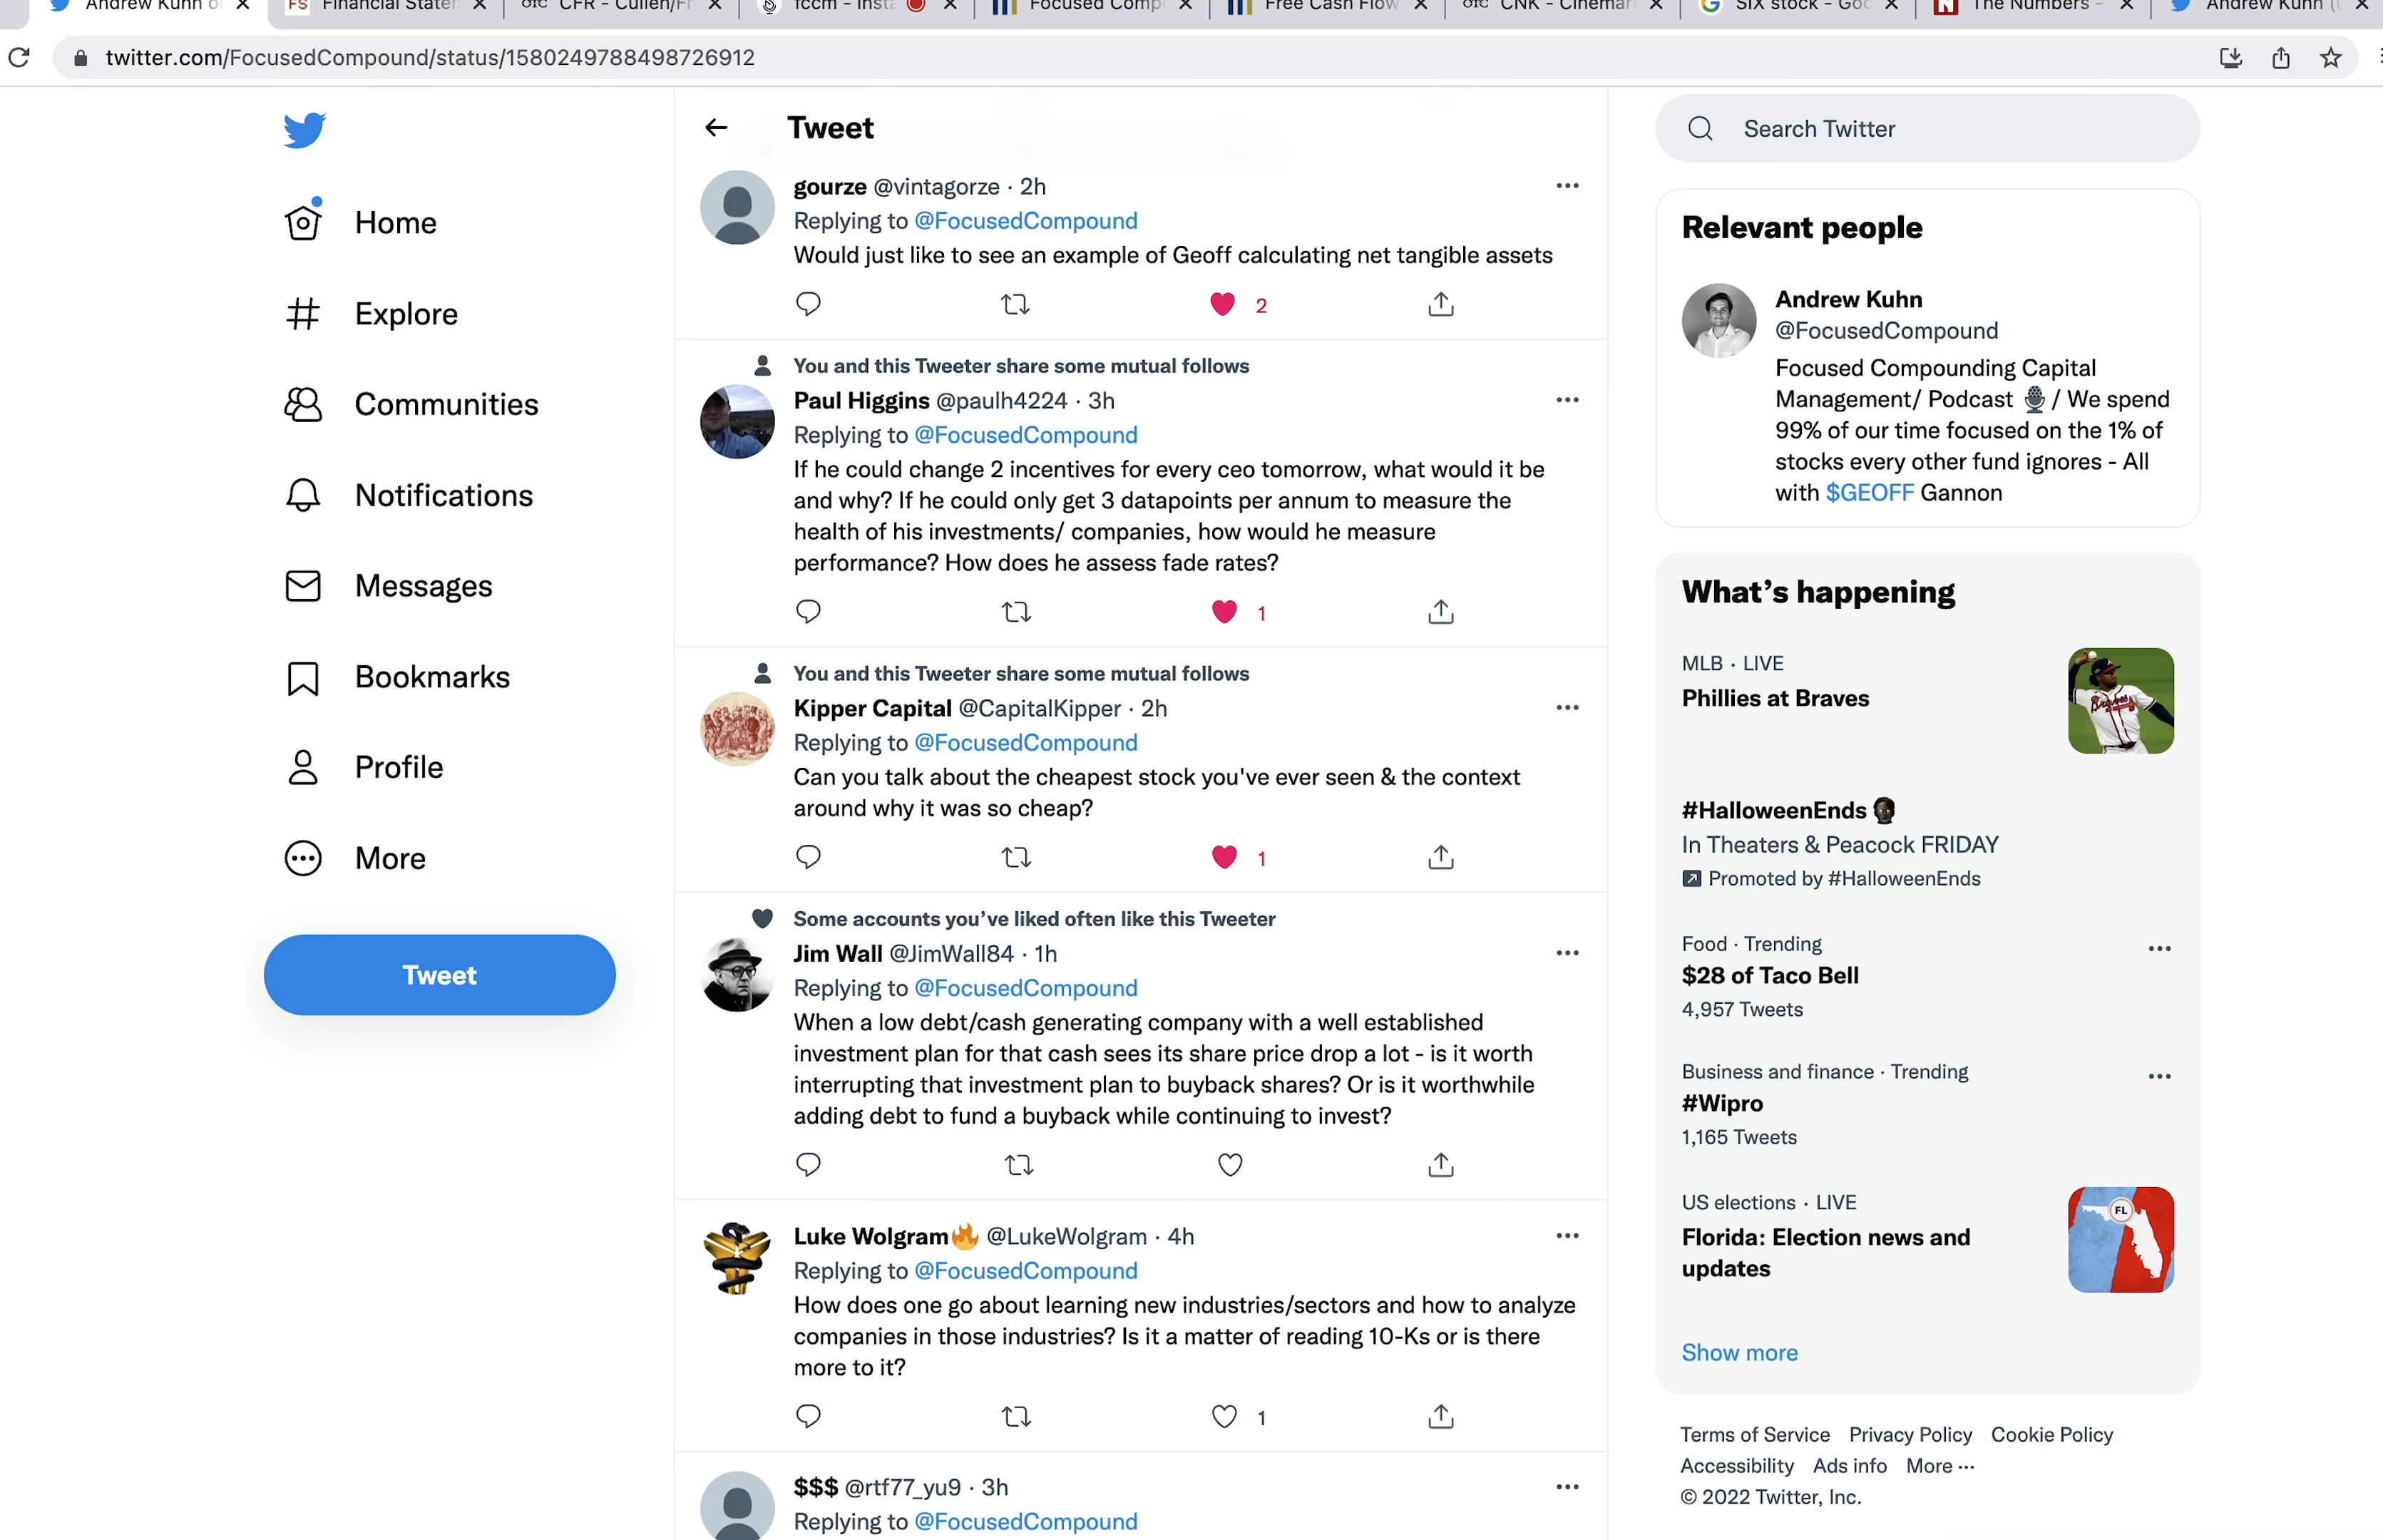 Andrew Kuhn o
FS Financial Staten
OTC CFR - Cullen/Fr
fccm - Insta
Focused Comp
Free Cash Flow
OTC CNK - Cinemar
SIX stock - Goo
N The Numbers -
Andrew Kuhn (@
twitter.com/FocusedCompound/status/1580249788498726912
Home
Explore
Communities
Notifications
Messages
Bookmarks
Profile
More
Tweet
Tweet
gourze @vintagorze · 2h
Replying to @FocusedCompound
Would just like to see an example of Geoff calculating net tangible assets
2
You and this Tweeter share some mutual follows
Paul Higgins @paulh4224 · 3h
Replying to @FocusedCompound
If he could change 2 incentives for every ceo tomorrow, what would it be
and why? If he could only get 3 datapoints per annum to measure the
health of his investments/ companies, how would he measure
performance? How does he assess fade rates?
1
You and this Tweeter share some mutual follows
Kipper Capital @CapitalKipper · 2h
Replying to @FocusedCompound
Can you talk about the cheapest stock you've ever seen & the context
around why it was so cheap?
1
Some accounts you’ve liked often like this Tweeter
Jim Wall @JimWall84 · 1h
Replying to @FocusedCompound
When a low debt/cash generating company with a well established
investment plan for that cash sees its share price drop a lot - is it worth
interrupting that investment plan to buyback shares? Or is it worthwhile
adding debt to fund a buyback while continuing to invest?
Luke Wolgram🔥 @LukeWolgram · 4h
Replying to @FocusedCompound
How does one go about learning new industries/sectors and how to analyze
companies in those industries? Is it a matter of reading 10-Ks or is there
more to it?
1
$$$ @rtf77_yu9 · 3h
Replying to @FocusedCompound
Search Twitter
Relevant people
Andrew Kuhn
@FocusedCompound
Focused Compounding Capital
Management/ Podcast 🎙/ We spend
99% of our time focused on the 1% of
stocks every other fund ignores - All
with $GEOFF Gannon
What’s happening
MLB · LIVE
Phillies at Braves
Braves
#HalloweenEnds
In Theaters & Peacock FRIDAY
Promoted by #HalloweenEnds
Food · Trending
$28 of Taco Bell
4,957 Tweets
Business and finance · Trending
#Wipro
1,165 Tweets
US elections · LIVE
Florida: Election news and
updates
FL
Show more
Terms of Service Privacy Policy Cookie Policy
Accessibility Ads info More ···
© 2022 Twitter, Inc.